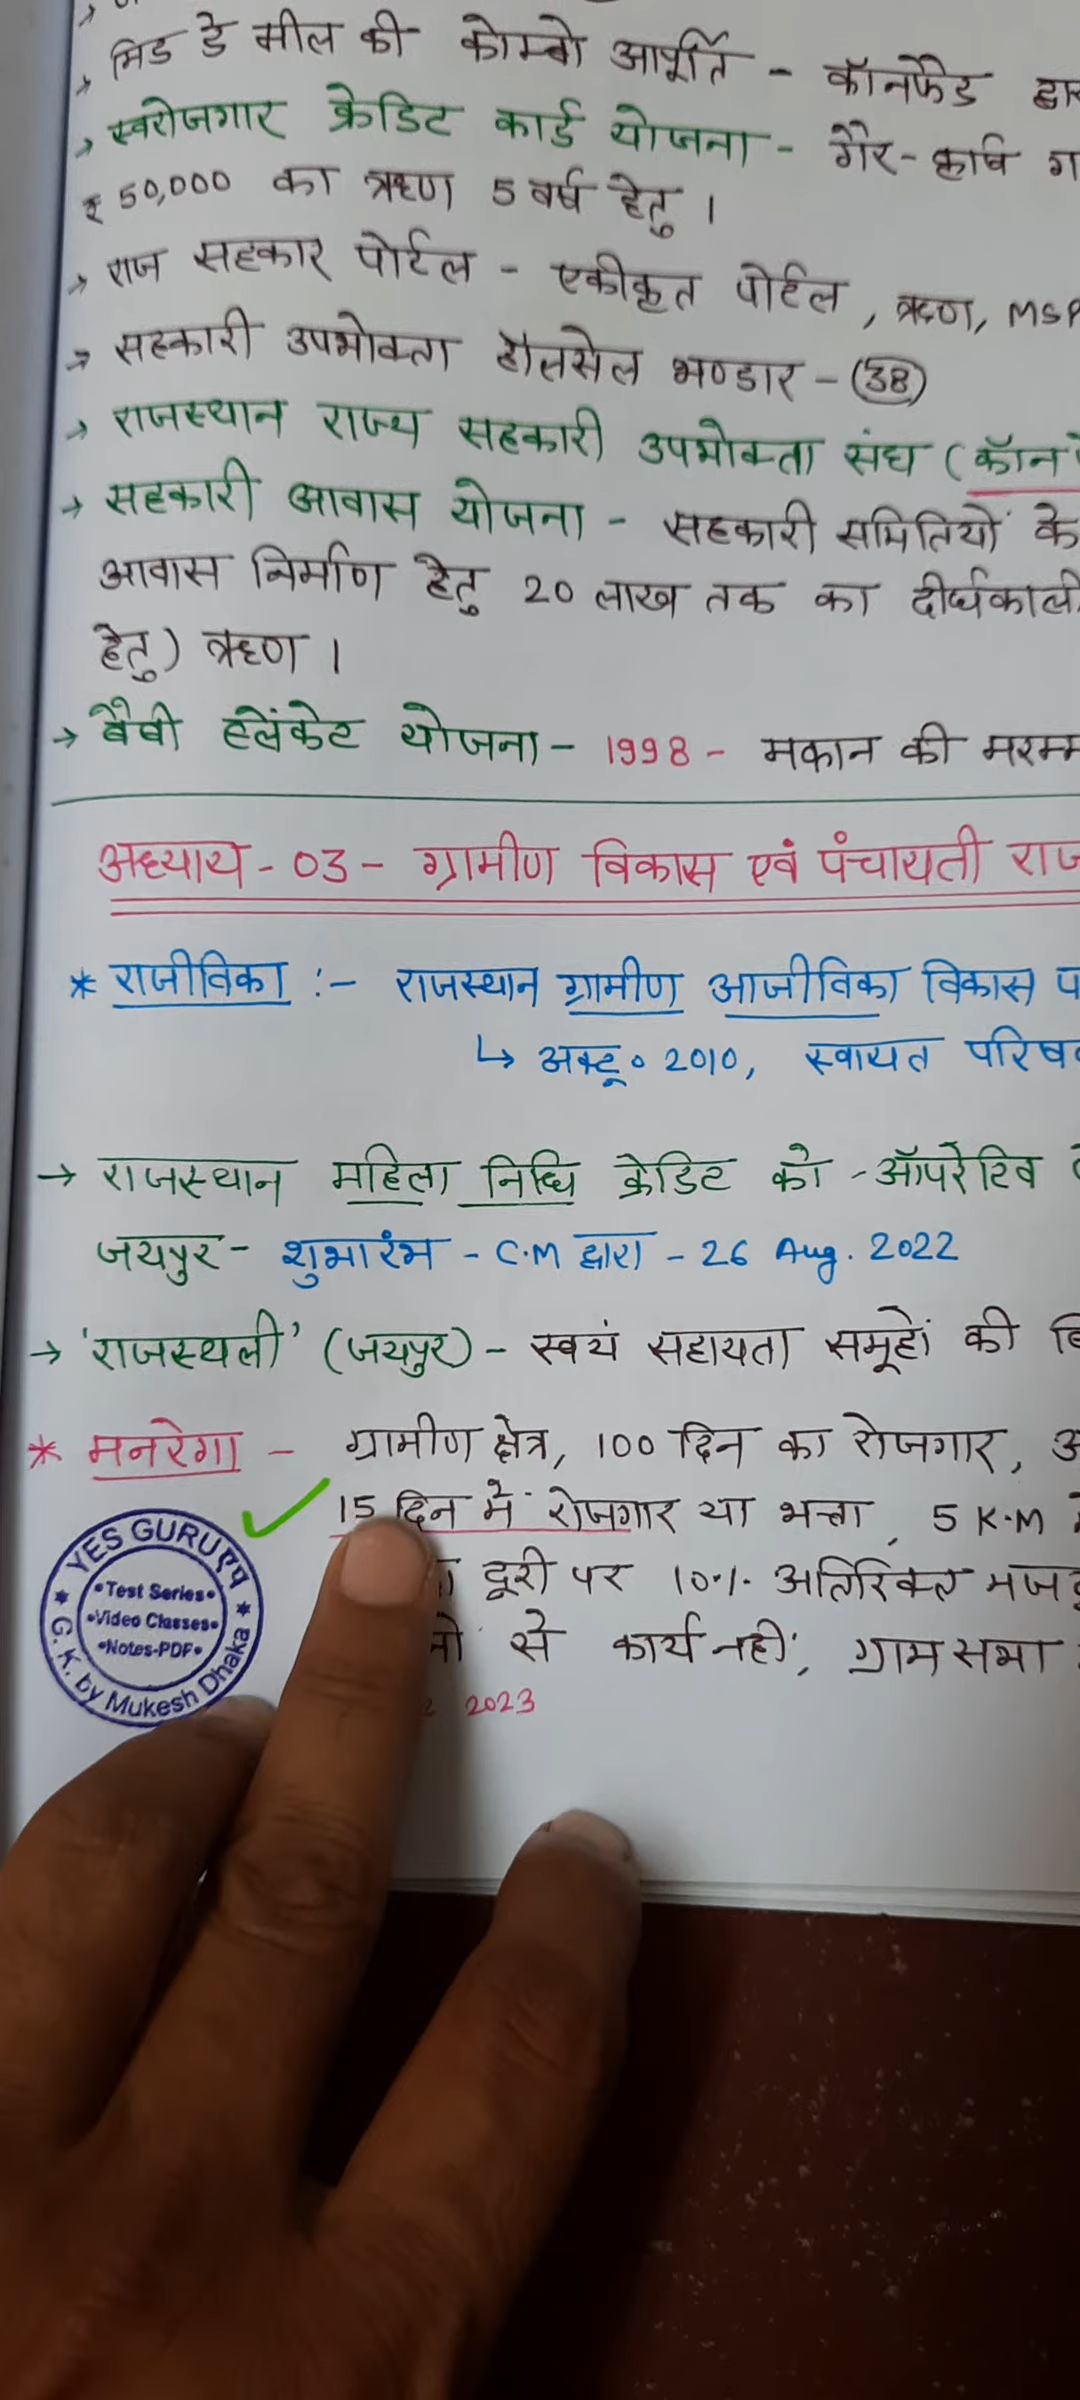 मिड डे मील की कोम्बो आपूर्ति - कॉनफैड
स्वरोजगार क्रेडिट कार्ड योजना - गैर-कृषि
₹ 50,000 का ऋण 5 वर्ष हेतु ।
राज सहकार पोर्टल - एकीकृत पोर्टल, ऋण, MSP
सहकारी उपभोक्ता होलसेल भण्डार - (38)
राजस्थान राज्य सहकारी उपभोक्ता संघ (कॉन
सहकारी आवास योजना - सहकारी समितियों के
आवास निर्माण हेतु 20 लाख तक का दीर्घकाली
हेतु) ऋण ।
→ बैबी ब्लेंकेट योजना - 1998 - मकान की मरम्म
अध्याय - 03 - ग्रामीण विकास एवं पंचायती राज
* राजीविका :- राजस्थान ग्रामीण आजीविका विकास प
↳ अक्टू॰ 2010, स्वायत परिष
→ राजस्थान महिला निधि क्रेडिट को-ऑपरेटिव
जयपुर - शुभारंभ - C.M द्वारा - 26 Aug. 2022
→ 'राजस्थली' (जयपुर) - स्वयं सहायता समूहों की
* मनरेगा - ग्रामीण क्षेत्र, 100 दिन का रोजगार,
15 दिन में रोजगार या भत्ता, 5 K.M
दूरी पर 10% अतिरिक्त मजदू
से कार्य नहीं, ग्राम सभा
2023
YES GURU एप
•Test Series•
•Video Classes•
•Notes-PDF•
G.K. by Mukesh Dhaka